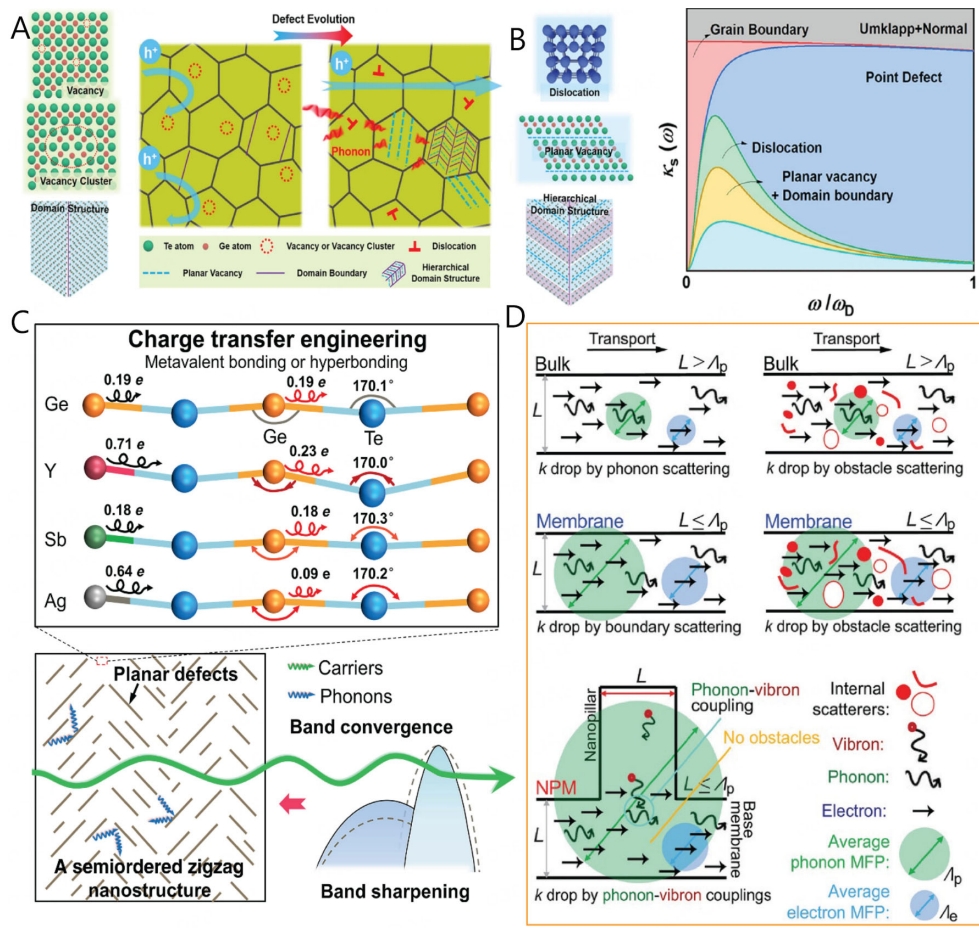 A
Vacancy
Vacancy Cluster
Domain Structure
Defect Evolution
h⁺
h⁺
h⁺
Phonon
Te atom
Ge atom
Vacancy or Vacancy Cluster
Dislocation
Planar Vacancy
Domain Boundary
Hierarchical
Domain Structure
B
Dislocation
Planar Vacancy
Hierarchical
Domain Structure
Grain Boundary
Umklapp+Normal
Point Defect
Dislocation
Planar vacancy
+ Domain boundary
κs (ω)
0
1
ω/ωD
C
Charge transfer engineering
Metavalent bonding or hyperbonding
Ge
0.19 e
0.19 e
170.1°
Ge
Te
Y
0.71 e
0.23 e
170.0°
Sb
0.18 e
0.18 e
170.3°
Ag
0.64 e
0.09 e
170.2°
Planar defects
A semiordered zigzag
nanostructure
Carriers
Phonons
Band convergence
Band sharpening
D
Transport
Bulk
L > Λp
L
k drop by phonon scattering
Transport
Bulk
L > Λp
k drop by obstacle scattering
Membrane
L ≤ Λp
L
k drop by boundary scattering
Membrane
L ≤ Λp
k drop by obstacle scattering
L
Nanopillar
Phonon-vibron
coupling
No obstacles
NPM
L ≤ Λp
L
Base
membrane
k drop by phonon-vibron couplings
Internal
scatterers:
Vibron:
Phonon:
Electron:
Average
phonon MFP:
Λp
Average
electron MFP:
Λe